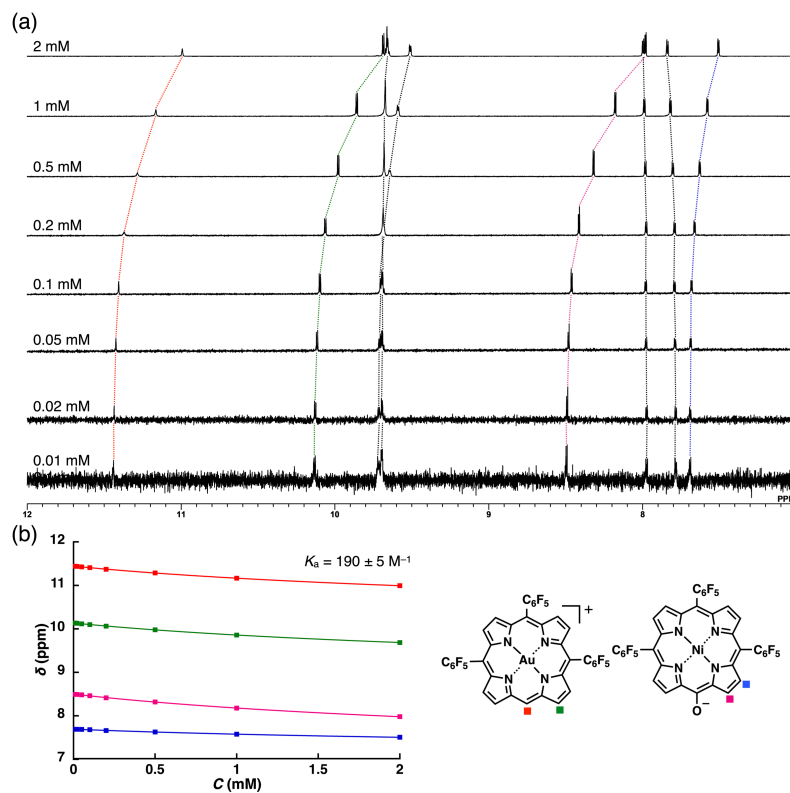 (a)
2 mM
1 mM
0.5 mM
0.2 mM
0.1 mM
0.05 mM
0.02 mM
0.01 mM
PPM
12 11 10 9 8
(b)
12
11
10
9
8
7
δ (ppm)
Kₐ = 190 ± 5 M⁻¹
0 0.5 1 1.5 2
C (mM)
C₆F₅
+
N N
C₆F₅ Au C₆F₅
N N
C₆F₅
N N
C₆F₅ Ni C₆F₅
N N
O⁻